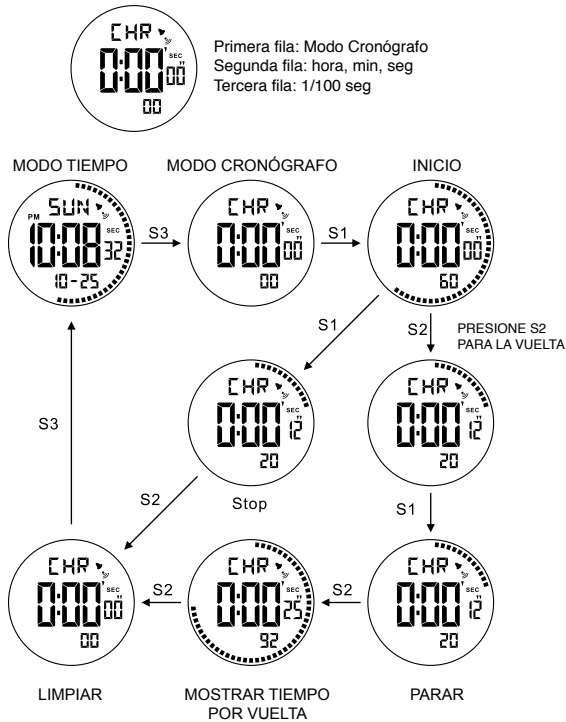 CHR
0:00' SEC 00"
00
Primera fila: Modo Cronógrafo
Segunda fila: hora, min, seg
Tercera fila: 1/100 seg
MODO TIEMPO
SUN
PM
10:08 SEC 32
10-25
S3
MODO CRONÓGRAFO
CHR
0:00' SEC 00"
00
S1
INICIO
CHR
0:00' SEC 00"
60
S1
S2
PRESIONE S2
PARA LA VUELTA
CHR
0:00' SEC 12"
20
Stop
CHR
0:00' SEC 12"
20
S3
S2
S1
CHR
0:00' SEC 00"
00
LIMPIAR
S2
CHR
0:00' SEC 25"
92
MOSTRAR TIEMPO
POR VUELTA
S2
CHR
0:00' SEC 12"
20
PARAR